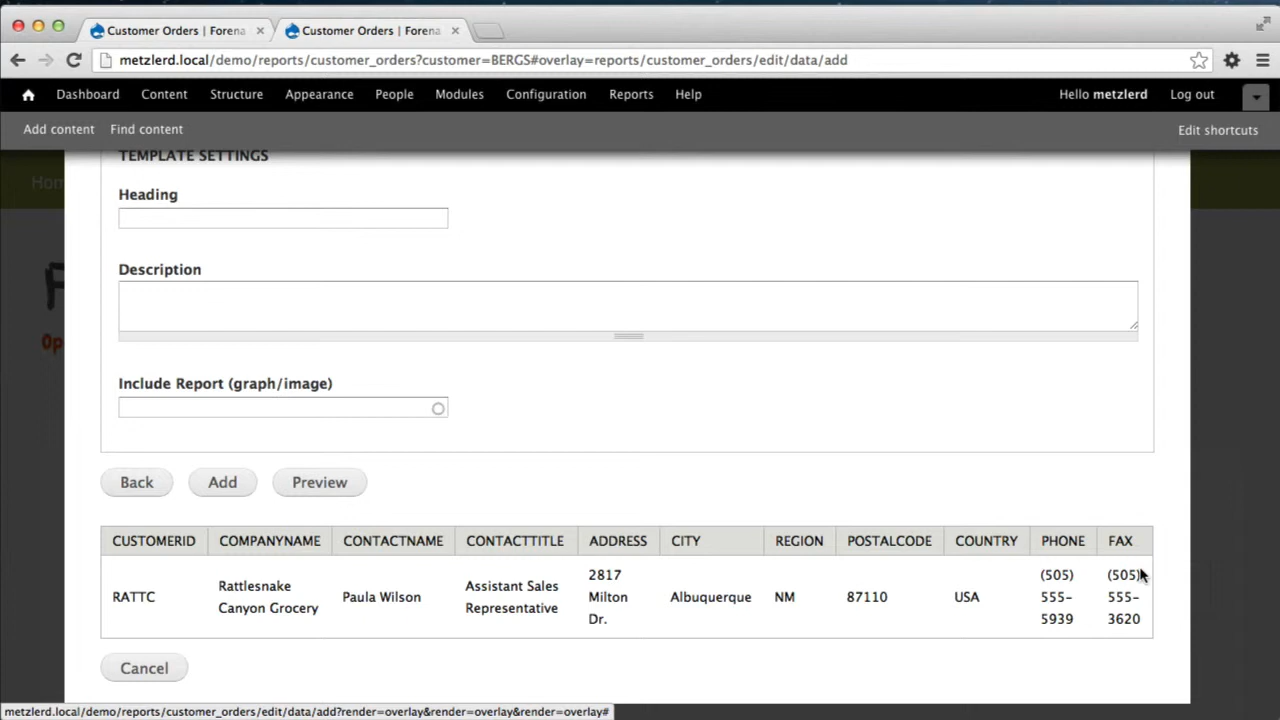 Customer Orders | Forena
Customer Orders | Forena
metzlerd.local/demo/reports/customer_orders?customer=BERGS#overlay=reports/customer_orders/edit/data/add
Dashboard Content Structure Appearance People Modules Configuration Reports Help Hello metzlerd Log out
Add content Find content Edit shortcuts
TEMPLATE SETTINGS
Heading
Description
Include Report (graph/image)
Back Add Preview
CUSTOMERID COMPANYNAME CONTACTNAME CONTACTTITLE ADDRESS CITY REGION POSTALCODE COUNTRY PHONE FAX
RATTC
Rattlesnake
Canyon Grocery
Paula Wilson
Assistant Sales
Representative
2817
Milton
Dr.
Albuquerque
NM
87110
USA
(505)
555-
5939
(505)
555-
3620
Cancel
metzlerd.local/demo/reports/customer_orders/edit/data/add?render=overlay&render=overlay&render=overlay#